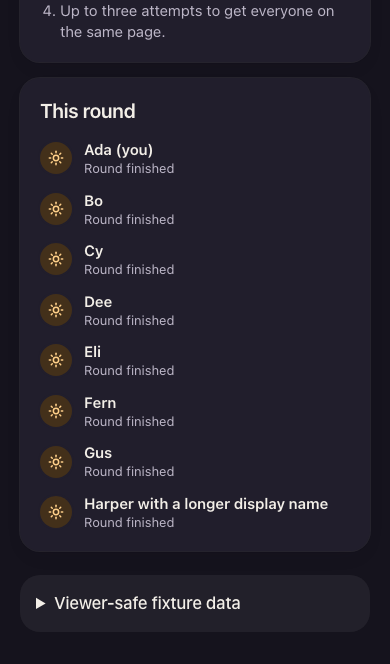 4. Up to three attempts to get everyone on
the same page.
This round
Ada (you)
Round finished
Bo
Round finished
Cy
Round finished
Dee
Round finished
Eli
Round finished
Fern
Round finished
Gus
Round finished
Harper with a longer display name
Round finished
Viewer-safe fixture data